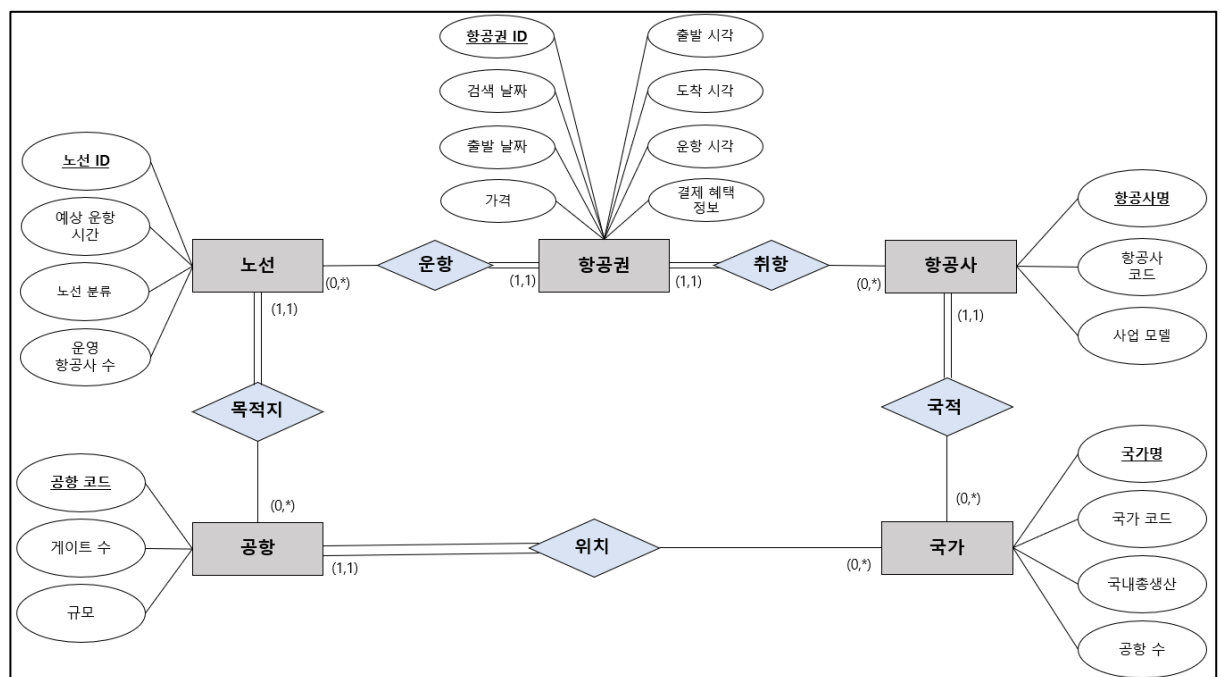 항공권 ID
출발 시각
검색 날짜
도착 시각
출발 날짜
운항 시각
가격
결제 혜택
정보
노선 ID
예상 운항
시간
노선 분류
운영
항공사 수
항공사명
항공사
코드
사업 모델
노선
운항
항공권
취항
항공사
(0,*)
(1,1)
(1,1)
(0,*)
(1,1)
(1,1)
목적지
국적
공항 코드
게이트 수
규모
국가명
국가 코드
국내총생산
공항 수
(0,*)
(0,*)
공항
위치
국가
(1,1)
(0,*)